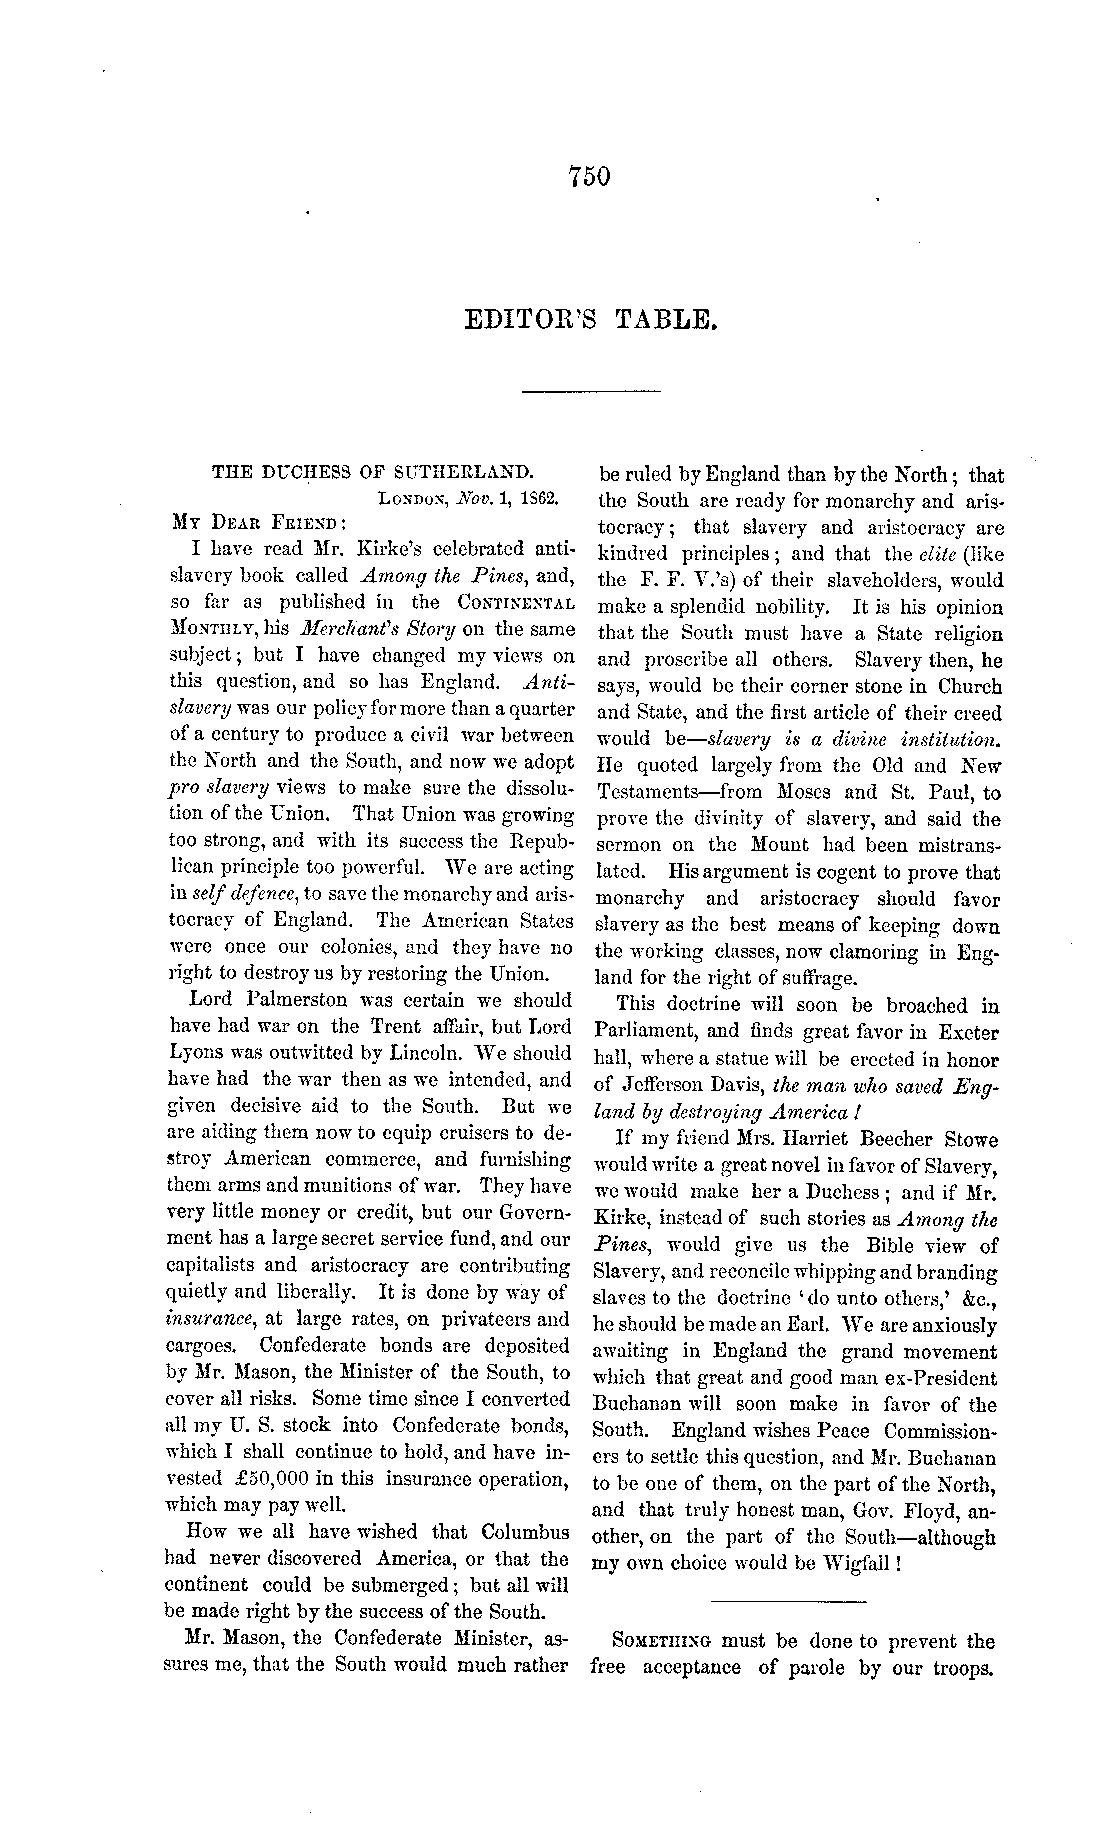 750
EDITOR'S TABLE.
THE DUCHESS OF SUTHERLAND.
LONDON, Nov. 1, 1862.
MY DEAR FRIEND:
I have read Mr. Kirke's celebrated anti-
slavery book called Among the Pines, and,
so far as published in the CONTINENTAL
MONTHLY, his Merchant's Story on the same
subject; but I have changed my views on
this question, and so has England. Anti-
slavery was our policy for more than a quarter
of a century to produce a civil war between
the North and the South, and now we adopt
pro slavery views to make sure the dissolu-
tion of the Union. That Union was growing
too strong, and with its success the Repub-
lican principle too powerful. We are acting
in self defence, to save the monarchy and aris-
tocracy of England. The American States
were once our colonies, and they have no
right to destroy us by restoring the Union.
Lord Palmerston was certain we should
have had war on the Trent affair, but Lord
Lyons was outwitted by Lincoln. We should
have had the war then as we intended, and
given decisive aid to the South. But we
are aiding them now to equip cruisers to de-
stroy American commerce, and furnishing
them arms and munitions of war. They have
very little money or credit, but our Govern-
ment has a large secret service fund, and our
capitalists and aristocracy are contributing
quietly and liberally. It is done by way of
insurance, at large rates, on privateers and
cargoes. Confederate bonds are deposited
by Mr. Mason, the Minister of the South, to
cover all risks. Some time since I converted
all my U. S. stock into Confederate bonds,
which I shall continue to hold, and have in-
vested £50,000 in this insurance operation,
which may pay well.
How we all have wished that Columbus
had never discovered America, or that the
continent could be submerged; but all will
be made right by the success of the South.
Mr. Mason, the Confederate Minister, as-
sures me, that the South would much rather
be ruled by England than by the North; that
the South are ready for monarchy and aris-
tocracy; that slavery and aristocracy are
kindred principles; and that the elite (like
the F. F. V.'s) of their slaveholders, would
make a splendid nobility. It is his opinion
that the South must have a State religion
and proscribe all others. Slavery then, he
says, would be their corner stone in Church
and State, and the first article of their creed
would be—slavery is a divine institution.
He quoted largely from the Old and New
Testaments—from Moses and St. Paul, to
prove the divinity of slavery, and said the
sermon on the Mount had been mistrans-
lated. His argument is cogent to prove that
monarchy and aristocracy should favor
slavery as the best means of keeping down
the working classes, now clamoring in Eng-
land for the right of suffrage.
This doctrine will soon be broached in
Parliament, and finds great favor in Exeter
hall, where a statue will be erected in honor
of Jefferson Davis, the man who saved Eng-
land by destroying America!
If my friend Mrs. Harriet Beecher Stowe
would write a great novel in favor of Slavery,
we would make her a Duchess; and if Mr.
Kirke, instead of such stories as Among the
Pines, would give us the Bible view of
Slavery, and reconcile whipping and branding
slaves to the doctrine 'do unto others,' &c.,
he should be made an Earl. We are anxiously
awaiting in England the grand movement
which that great and good man ex-President
Buchanan will soon make in favor of the
South. England wishes Peace Commission-
ers to settle this question, and Mr. Buchanan
to be one of them, on the part of the North,
and that truly honest man, Gov. Floyd, an-
other, on the part of the South—although
my own choice would be Wigfall!
SOMETHING must be done to prevent the
free acceptance of parole by our troops.